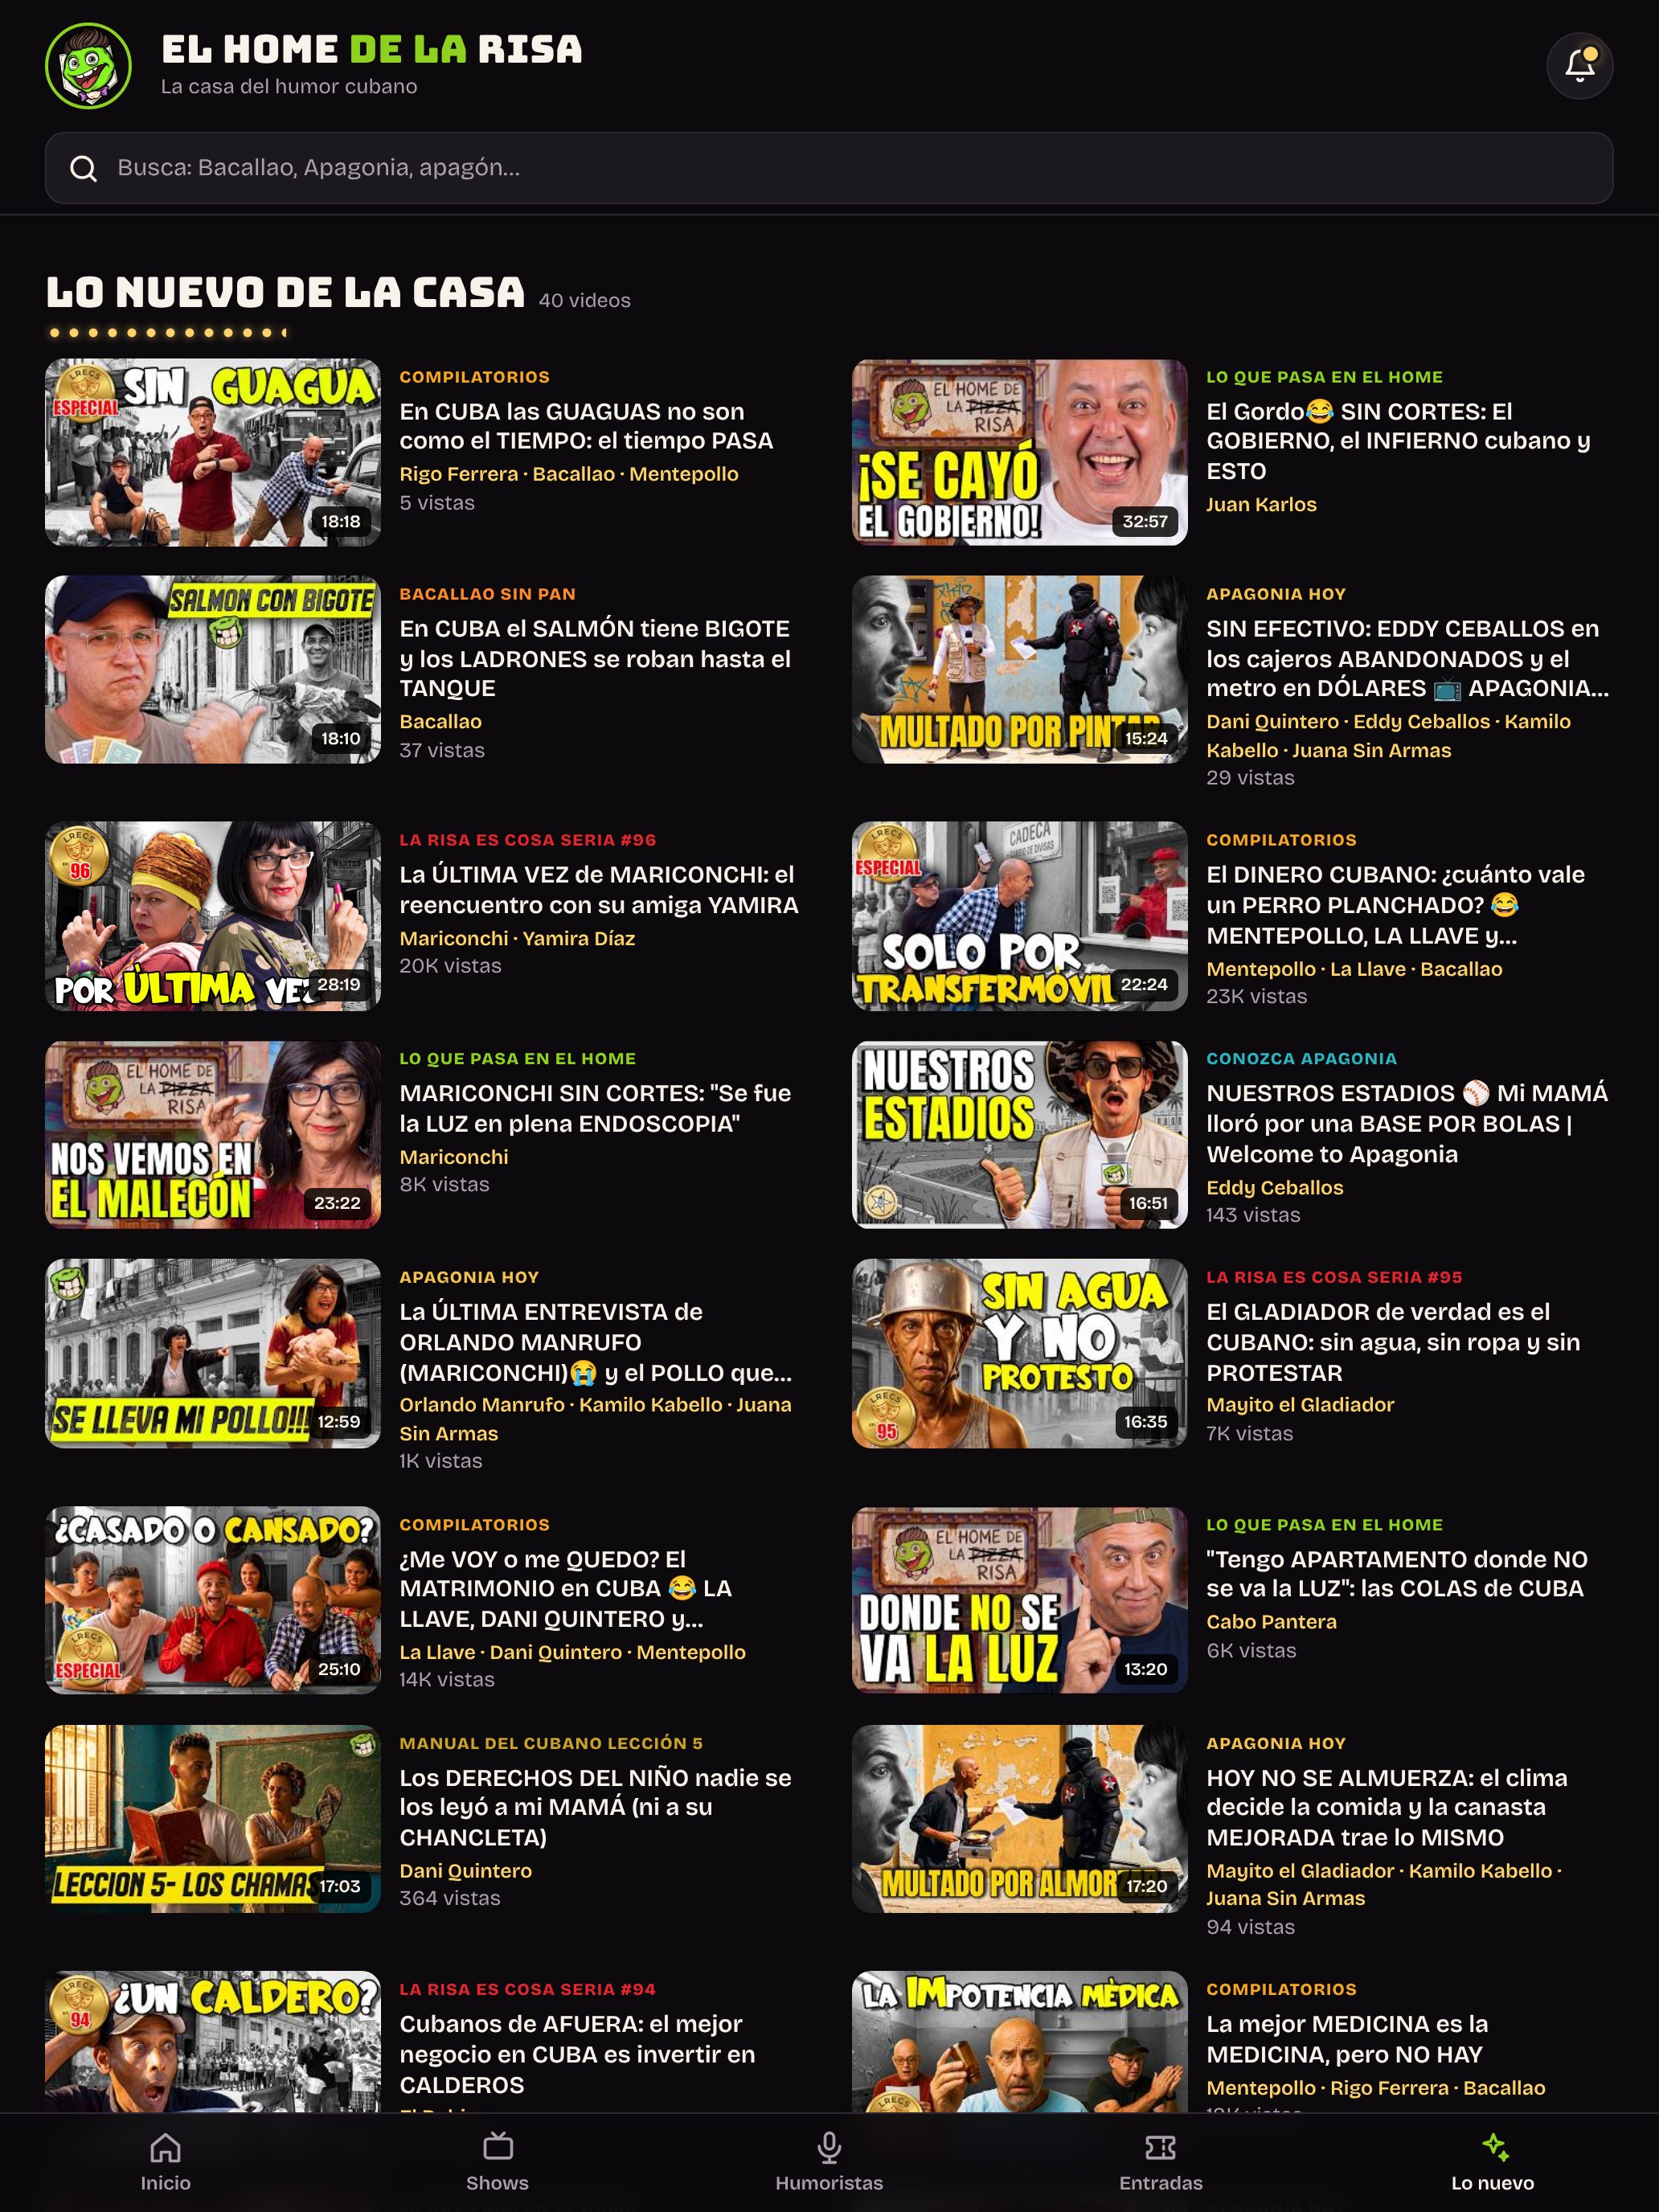 EL HOME DE LA RISA
La casa del humor cubano
Busca: Bacallao, Apagonia, apagón...
LO NUEVO DE LA CASA 40 videos
LRECS
ESPECIAL
SIN GUAGUA
18:18
COMPILATORIOS
En CUBA las GUAGUAS no son
como el TIEMPO: el tiempo PASA
Rigo Ferrera · Bacallao · Mentepollo
5 vistas
EL HOME DE
LA PIZZA
RISA
¡SE CAYÓ
EL GOBIERNO!
32:57
LO QUE PASA EN EL HOME
El Gordo😂 SIN CORTES: El
GOBIERNO, el INFIERNO cubano y
ESTO
Juan Karlos
SALMON CON BIGOTE
18:10
BACALLAO SIN PAN
En CUBA el SALMÓN tiene BIGOTE
y los LADRONES se roban hasta el
TANQUE
Bacallao
37 vistas
MULTADO POR PINTAR
15:24
APAGONIA HOY
SIN EFECTIVO: EDDY CEBALLOS en
los cajeros ABANDONADOS y el
metro en DÓLARES 📺 APAGONIA...
Dani Quintero · Eddy Ceballos · Kamilo
Kabello · Juana Sin Armas
29 vistas
LRECS
96
WANTED
POR ÚLTIMA VEZ
28:19
LA RISA ES COSA SERIA #96
La ÚLTIMA VEZ de MARICONCHI: el
reencuentro con su amiga YAMIRA
Mariconchi · Yamira Díaz
20K vistas
LRECS
ESPECIAL
CADECA
SOLO POR
TRANSFERMÓVIL
22:24
COMPILATORIOS
El DINERO CUBANO: ¿cuánto vale
un PERRO PLANCHADO? 😂
MENTEPOLLO, LA LLAVE y...
Mentepollo · La Llave · Bacallao
23K vistas
EL HOME DE
LA PIZZA
RISA
NOS VEMOS EN
EL MALECÓN
23:22
LO QUE PASA EN EL HOME
MARICONCHI SIN CORTES: "Se fue
la LUZ en plena ENDOSCOPIA"
Mariconchi
8K vistas
NUESTROS
ESTADIOS
16:51
CONOZCA APAGONIA
NUESTROS ESTADIOS ⚾ Mi MAMÁ
lloró por una BASE POR BOLAS |
Welcome to Apagonia
Eddy Ceballos
143 vistas
SE LLEVA MI POLLO!!!
12:59
APAGONIA HOY
La ÚLTIMA ENTREVISTA de
ORLANDO MANRUFO
(MARICONCHI)😭 y el POLLO que...
Orlando Manrufo · Kamilo Kabello · Juana
Sin Armas
1K vistas
SIN AGUA
Y NO
PROTESTO
LRECS
95
16:35
LA RISA ES COSA SERIA #95
El GLADIADOR de verdad es el
CUBANO: sin agua, sin ropa y sin
PROTESTAR
Mayito el Gladiador
7K vistas
¿CASADO O CANSADO?
LRECS
ESPECIAL
25:10
COMPILATORIOS
¿Me VOY o me QUEDO? El
MATRIMONIO en CUBA 😂 LA
LLAVE, DANI QUINTERO y...
La Llave · Dani Quintero · Mentepollo
14K vistas
EL HOME DE
LA PIZZA
RISA
DONDE NO SE
VA LA LUZ
13:20
LO QUE PASA EN EL HOME
"Tengo APARTAMENTO donde NO
se va la LUZ": las COLAS de CUBA
Cabo Pantera
6K vistas
LECCION 5- LOS CHAMAS
17:03
MANUAL DEL CUBANO LECCIÓN 5
Los DERECHOS DEL NIÑO nadie se
los leyó a mi MAMÁ (ni a su
CHANCLETA)
Dani Quintero
364 vistas
MULTADO POR ALMOR
17:20
APAGONIA HOY
HOY NO SE ALMUERZA: el clima
decide la comida y la canasta
MEJORADA trae lo MISMO
Mayito el Gladiador · Kamilo Kabello ·
Juana Sin Armas
94 vistas
LRECS
94
¿UN CALDERO?
LA RISA ES COSA SERIA #94
Cubanos de AFUERA: el mejor
negocio en CUBA es invertir en
CALDEROS
LA IMPOTENCIA MÈDICA
LRECS
COMPILATORIOS
La mejor MEDICINA es la
MEDICINA, pero NO HAY
Mentepollo · Rigo Ferrera · Bacallao
Inicio
Shows
Humoristas
Entradas
Lo nuevo